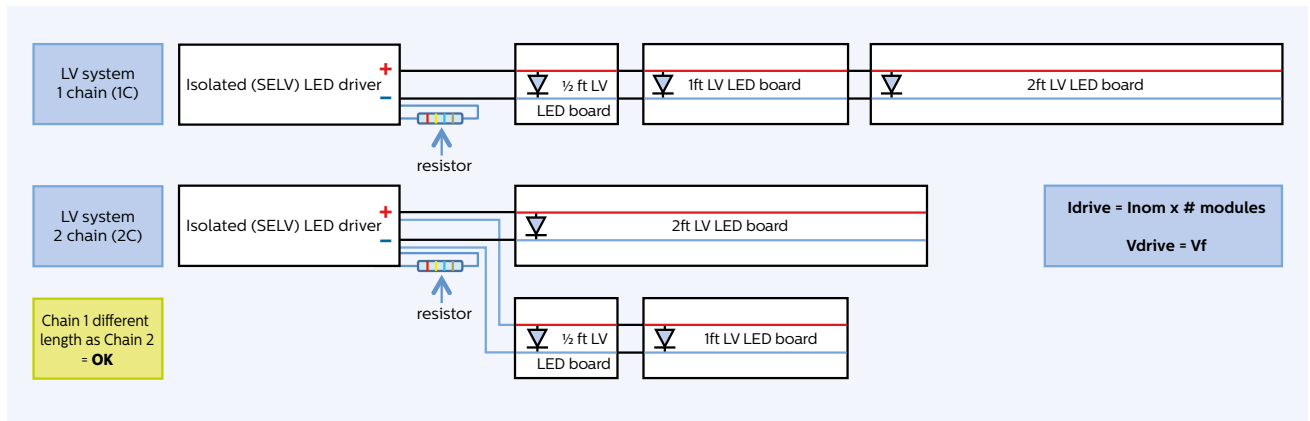 LV system
1 chain (1C)
Isolated (SELV) LED driver
+
–
resistor
½ ft LV
LED board
1ft LV LED board
2ft LV LED board
LV system
2 chain (2C)
Isolated (SELV) LED driver
+
–
resistor
2ft LV LED board
Idrive = Inom x # modules
Vdrive = Vf
Chain 1 different
length as Chain 2
= OK
½ ft LV
LED board
1ft LV LED board